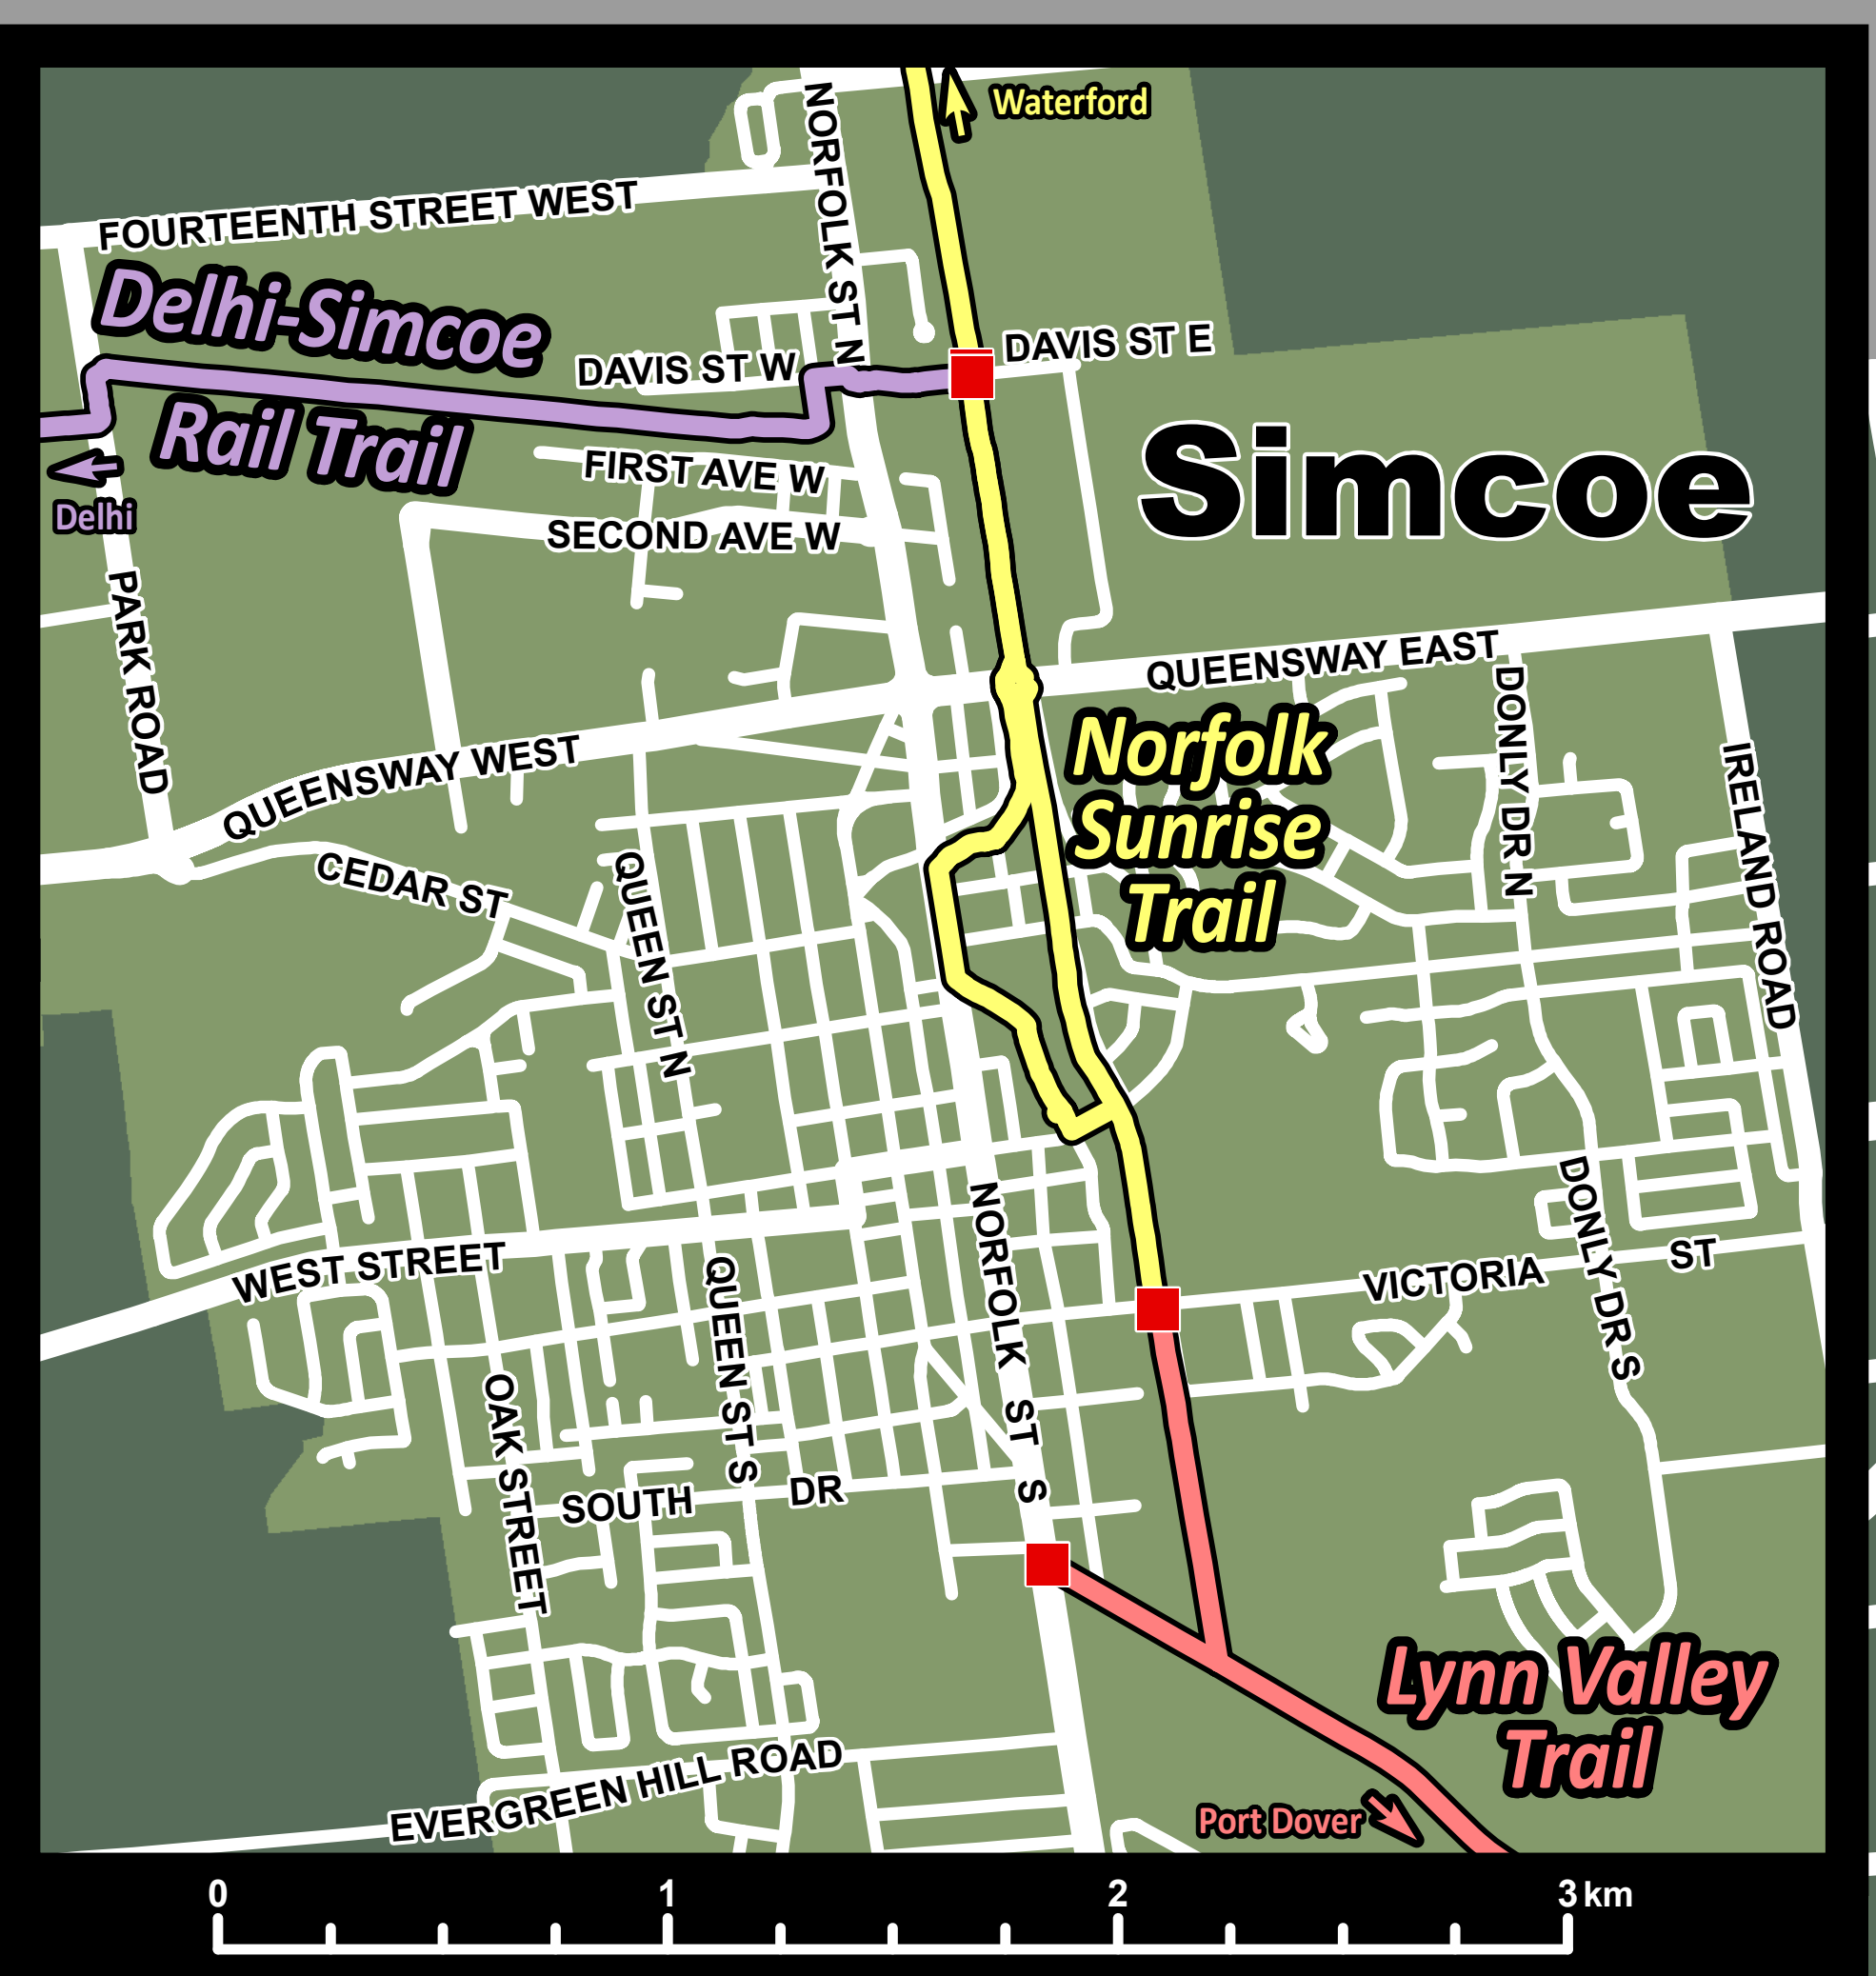 Waterford
NORFOLK ST N
FOURTEENTH STREET WEST
Delhi-Simcoe
Rail Trail
DAVIS ST W
DAVIS ST E
Delhi
FIRST AVE W
SECOND AVE W
Simcoe
PARK ROAD
QUEENSWAY EAST
QUEENSWAY WEST
Norfolk
Sunrise
Trail
DONLY DR N
IRELAND ROAD
CEDAR ST
QUEEN ST N
WEST STREET
NORFOLK ST S
VICTORIA ST
DONLY DR S
QUEEN ST S
OAK STREET
SOUTH DR
Lynn Valley
Trail
EVERGREEN HILL ROAD
Port Dover
0 1 2 3 km